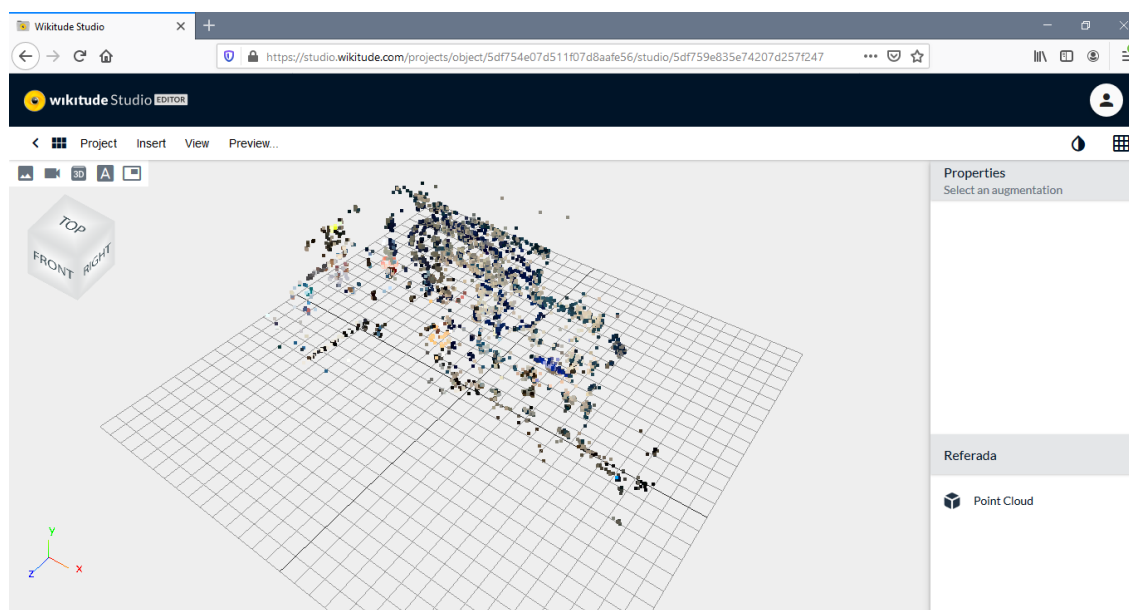 Wikitude Studio
https://studio.wikitude.com/projects/object/5df754e07d511f07d8aafe56/studio/5df759e835e74207d257f247
wikitude Studio EDITOR
Project Insert View Preview...
3D A
Properties
Select an augmentation
TOP
FRONT RIGHT
Referada
Point Cloud
y
z x